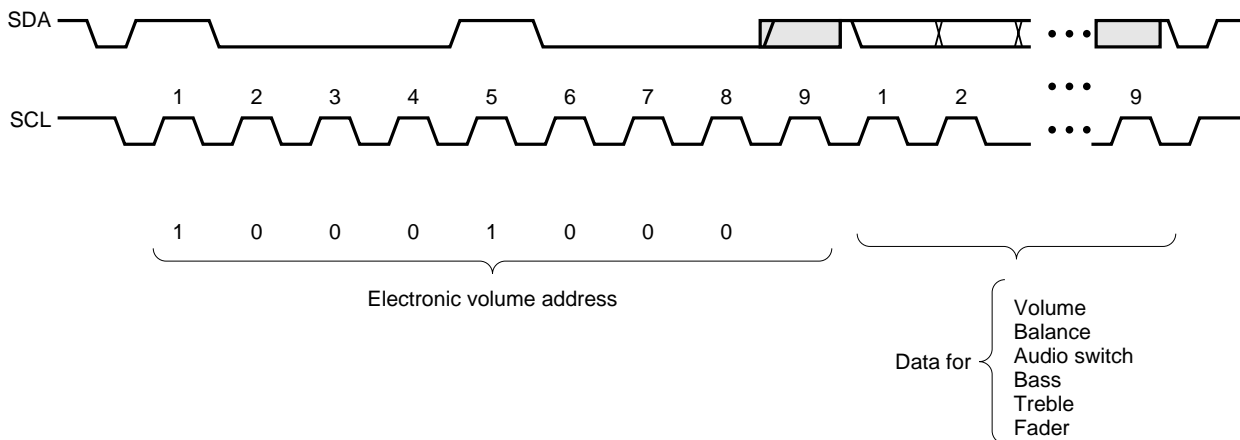 SDA
1 2 3 4 5 6 7 8 9 1 2 9
SCL
1 0 0 0 1 0 0 0
Electronic volume address
Data for
Volume
Balance
Audio switch
Bass
Treble
Fader